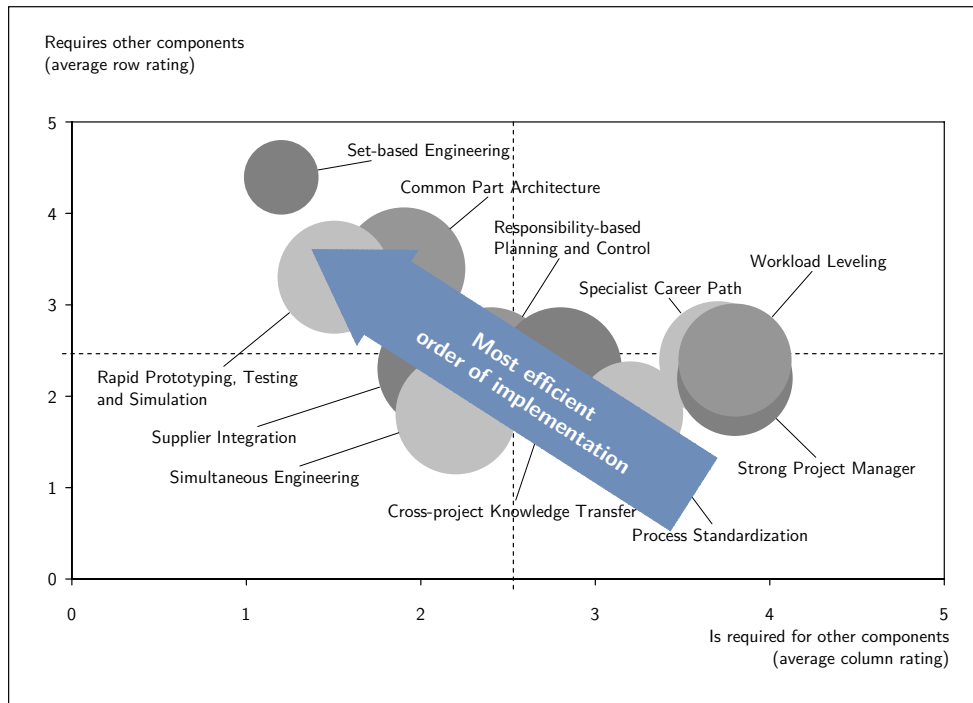 Requires other components
(average row rating)
5
4
3
2
1
0
Set-based Engineering
Common Part Architecture
Responsibility-based
Planning and Control
Workload Leveling
Specialist Career Path
Most efficient
order of implementation
Rapid Prototyping, Testing
and Simulation
Supplier Integration
Simultaneous Engineering
Strong Project Manager
Cross-project Knowledge Transfer
Process Standardization
0 1 2 3 4 5
Is required for other components
(average column rating)